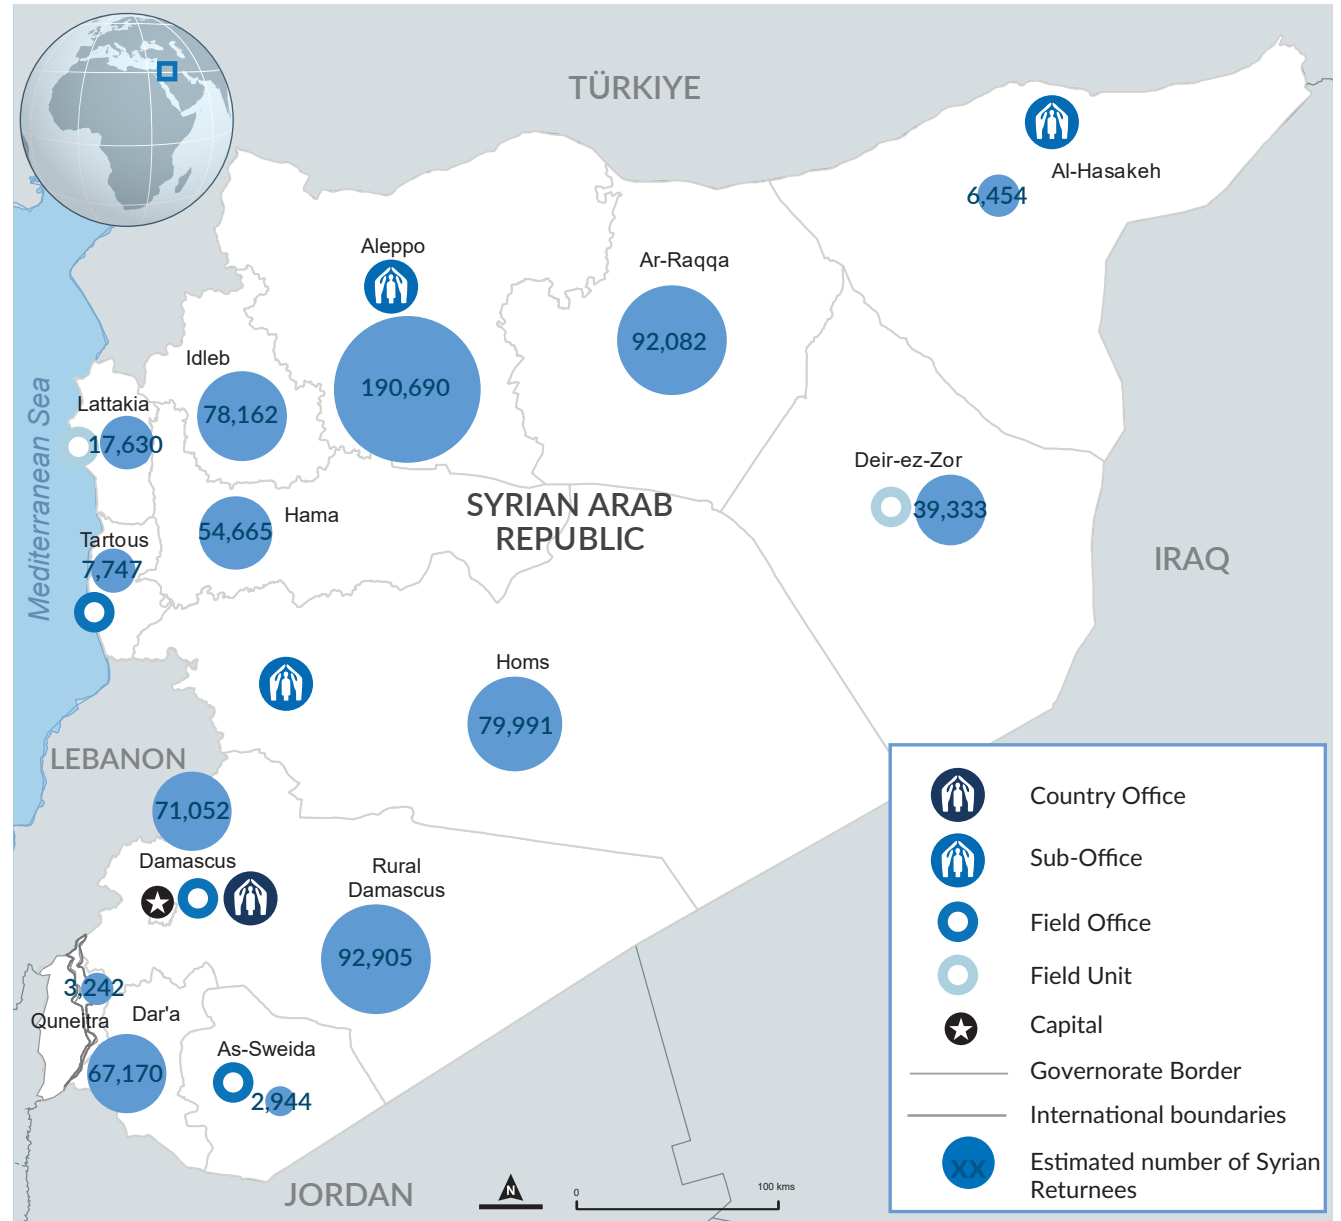 TÜRKIYE
Al-Hasakeh
6,454
Aleppo
190,690
Ar-Raqqa
92,082
Idleb
78,162
Lattakia
17,630
Mediterranean Sea
Deir-ez-Zor
39,333
SYRIAN ARAB
REPUBLIC
Hama
54,665
Tartous
7,747
IRAQ
Homs
79,991
LEBANON
71,052
Damascus
Rural
Damascus
92,905
3,242
Quneitra
Dar'a
67,170
As-Sweida
2,944
JORDAN
N
0
100 kms
Country Office
Sub-Office
Field Office
Field Unit
Capital
Governorate Border
International boundaries
xx
Estimated number of Syrian
Returnees